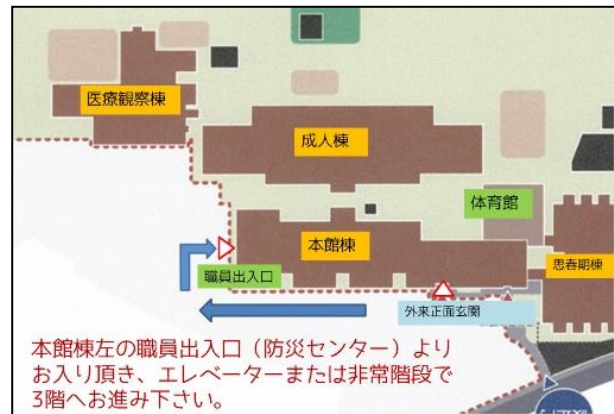 医療観察棟
成人棟
体育館
本館棟
思春期棟
職員出入口
外来正面玄関
本館棟左の職員出入口（防災センター）より
お入り頂き、エレベーターまたは非常階段で
3階へお進み下さい。